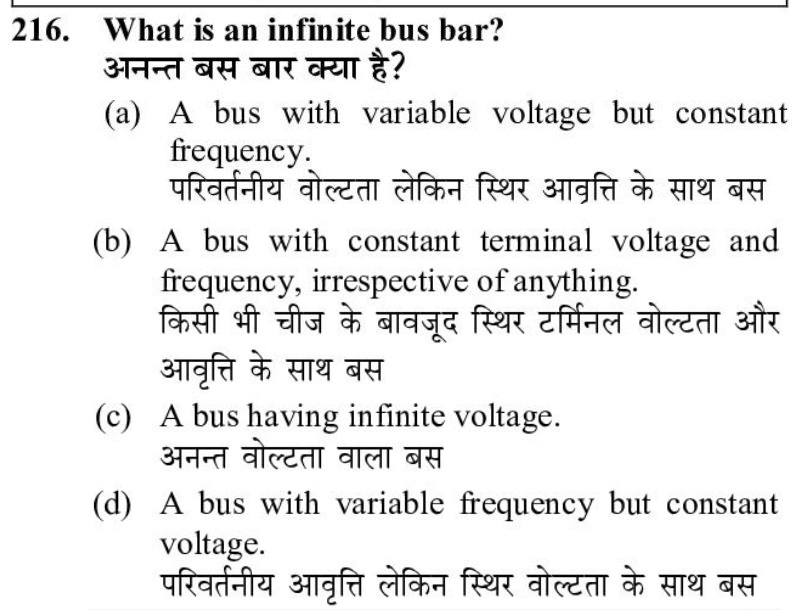 216. What is an infinite bus bar?
अनन्त बस बार क्या है?
(a) A bus with variable voltage but constant
frequency.
परिवर्तनीय वोल्टता लेकिन स्थिर आवृत्ति के साथ बस
(b) A bus with constant terminal voltage and
frequency, irrespective of anything.
किसी भी चीज के बावजूद स्थिर टर्मिनल वोल्टता और
आवृत्ति के साथ बस
(c) A bus having infinite voltage.
अनन्त वोल्टता वाला बस
(d) A bus with variable frequency but constant
voltage.
परिवर्तनीय आवृत्ति लेकिन स्थिर वोल्टता के साथ बस